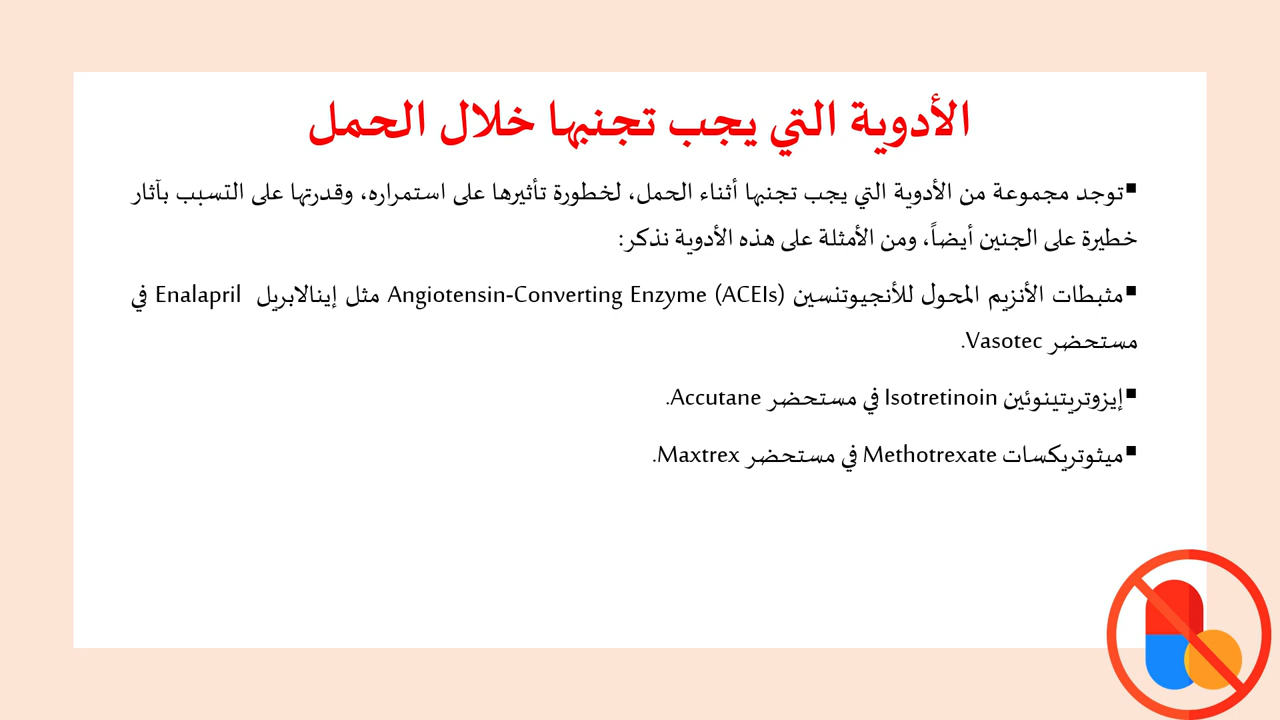 الأدوية التي يجب تجنبها خلال الحمل
▪توجد مجموعة من الأدوية التي يجب تجنبها أثناء الحمل، لخطورة تأثيرها على استمراره، وقدرتها على التسبب بآثار
خطيرة على الجنين أيضاً، ومن الأمثلة على هذه الأدوية نذكر:
▪مثبطات الأنزيم المحول للأنجيوتنسين Angiotensin-Converting Enzyme (ACEIs) مثل إينالابريل Enalapril في
مستحضر Vasotec.
▪إيزوتريتينوئين Isotretinoin في مستحضر Accutane.
▪ميثوتريكسات Methotrexate في مستحضر Maxtrex.